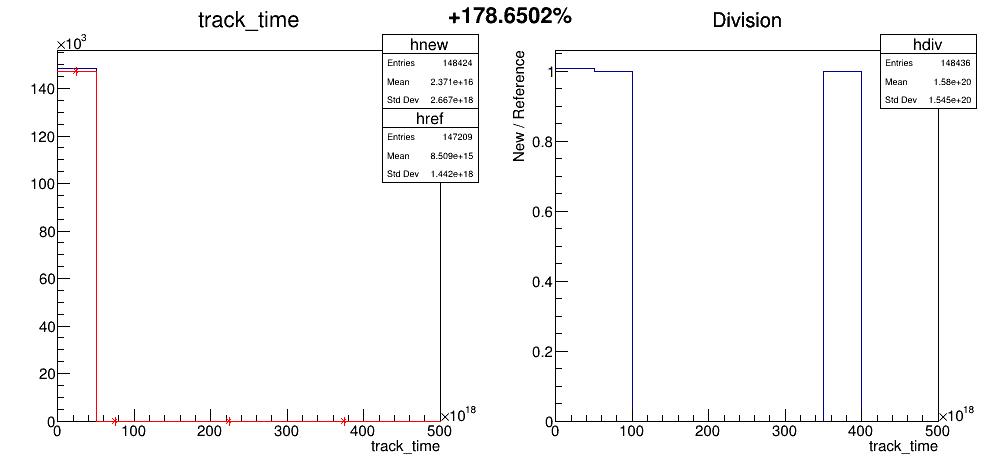 +178.6502%
track_time
×10³
hnew
Entries 148424
Mean 2.371e+16
Std Dev 2.667e+18
href
Entries 147209
Mean 8.509e+15
Std Dev 1.442e+18
140
120
100
80
60
40
20
0
0 100 200 300 400 500
×10¹⁸
track_time
Division
New / Reference
hdiv
Entries 148436
Mean 1.58e+20
Std Dev 1.545e+20
1
0.8
0.6
0.4
0.2
0
0 100 200 300 400 500
×10¹⁸
track_time